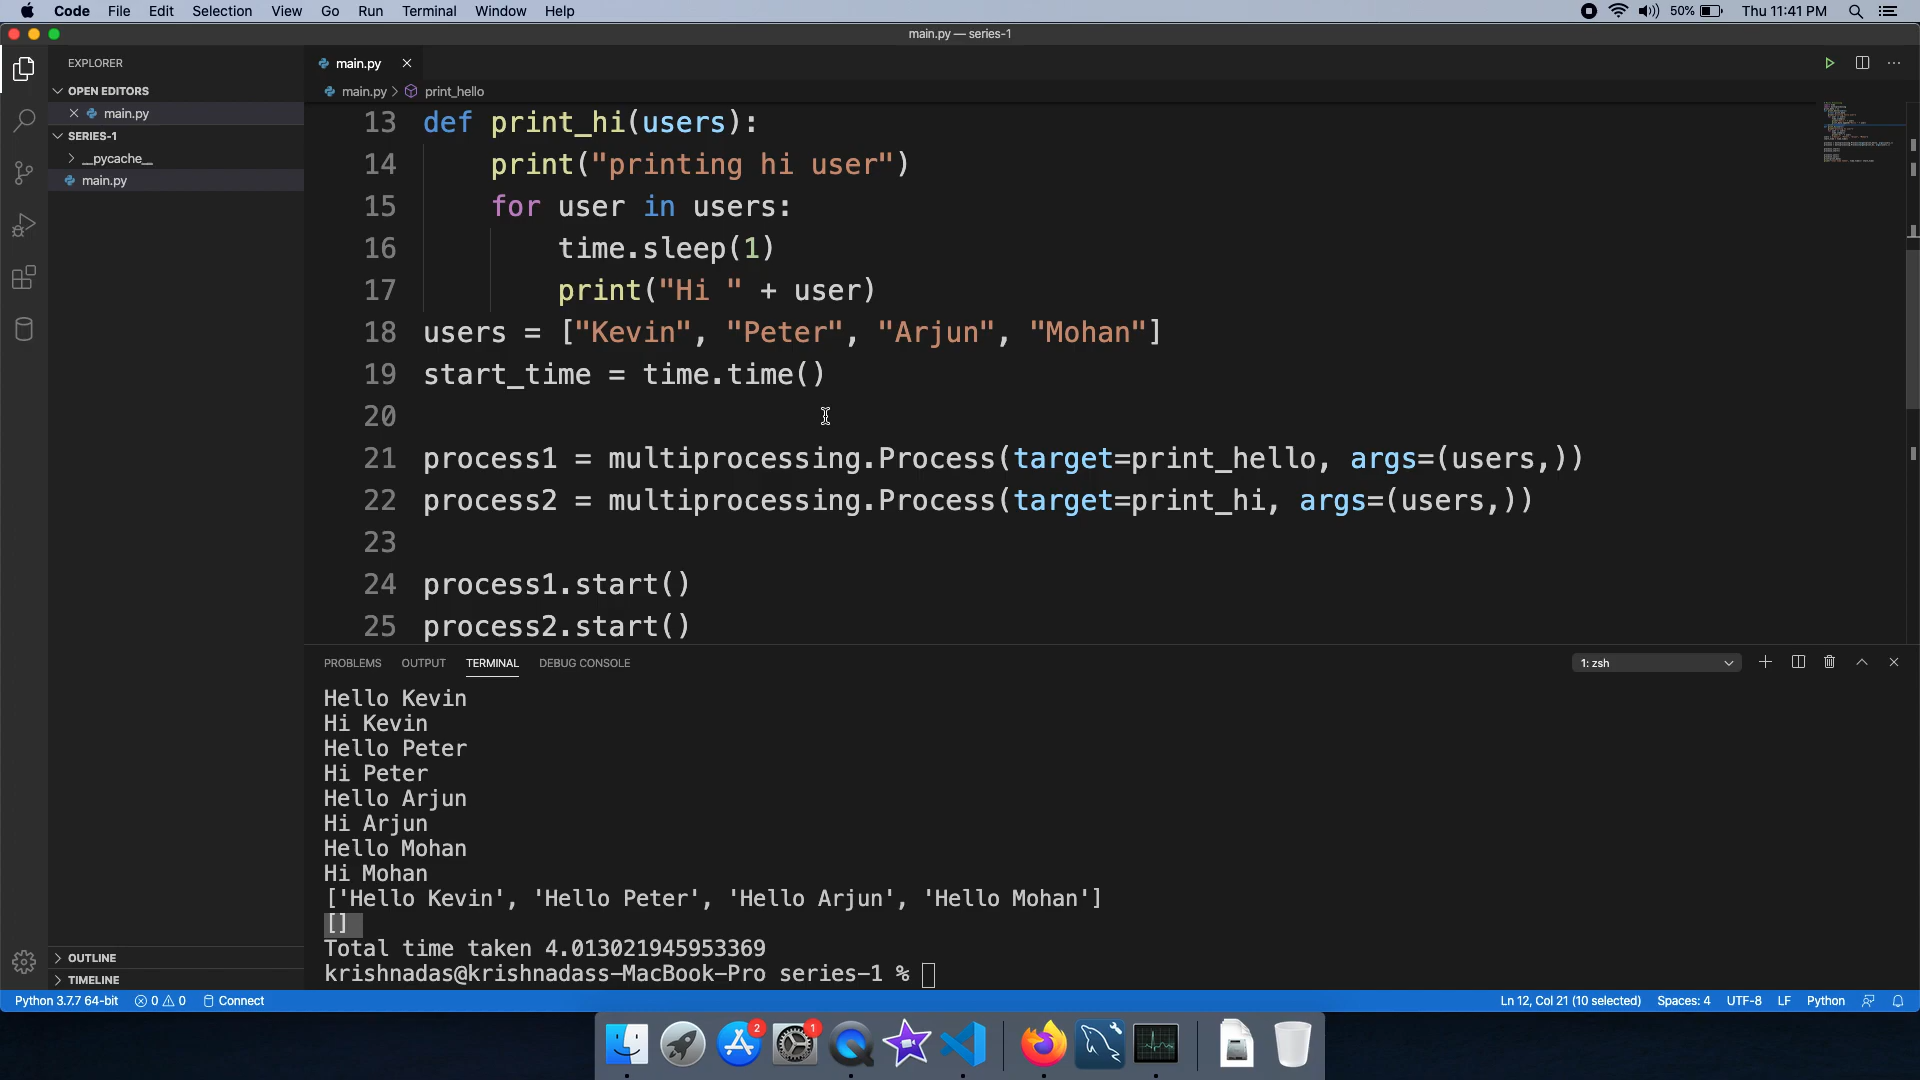 Code File Edit Selection View Go Run Terminal Window Help 50% Thu 11:41 PM
main.py — series-1
EXPLORER
OPEN EDITORS
main.py
SERIES-1
__pycache__
main.py
OUTLINE
TIMELINE
main.py
main.py > print_hello
13 def print_hi(users):
14 print("printing hi user")
15 for user in users:
16 time.sleep(1)
17 print("Hi " + user)
18 users = ["Kevin", "Peter", "Arjun", "Mohan"]
19 start_time = time.time()
20
21 process1 = multiprocessing.Process(target=print_hello, args=(users,))
22 process2 = multiprocessing.Process(target=print_hi, args=(users,))
23
24 process1.start()
25 process2.start()
PROBLEMS OUTPUT TERMINAL DEBUG CONSOLE 1: zsh
Hello Kevin
Hi Kevin
Hello Peter
Hi Peter
Hello Arjun
Hi Arjun
Hello Mohan
Hi Mohan
['Hello Kevin', 'Hello Peter', 'Hello Arjun', 'Hello Mohan']
[]
Total time taken 4.013021945953369
krishnadas@krishnadass-MacBook-Pro series-1 %
Python 3.7.7 64-bit 0 0 Connect Ln 12, Col 21 (10 selected) Spaces: 4 UTF-8 LF Python
2 1